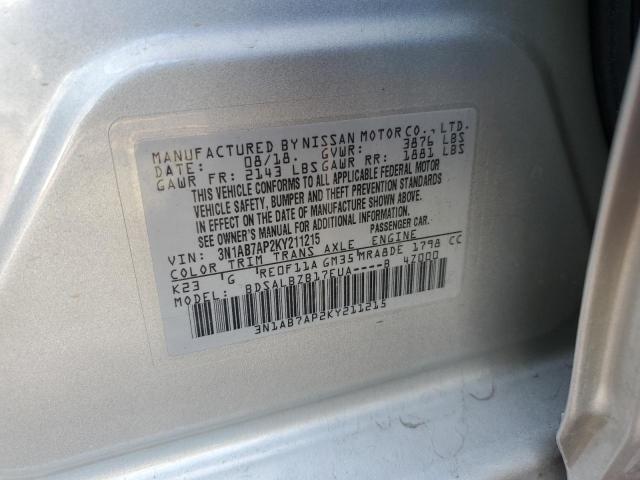 MANUFACTURED BY NISSAN MOTOR CO., LTD.
DATE: 08/18. GVWR: 3876 LBS
GAWR FR: 2143 LBS GAWR RR: 1881 LBS
THIS VEHICLE CONFORMS TO ALL APPLICABLE FEDERAL MOTOR
VEHICLE SAFETY, BUMPER AND THEFT PREVENTION STANDARDS
IN EFFECT ON THE DATE OF MANUFACTURE SHOWN ABOVE.
SEE OWNER'S MANUAL FOR ADDITIONAL INFORMATION.
VIN: 3N1AB7AP2KY211215 PASSENGER CAR.
COLOR TRIM TRANS AXLE ENGINE
K23 G RE0F11A GM35 MRA8DE 1798 CC
MODEL: BDSALBZB17EUA----B 47000
3N1AB7AP2KY211215